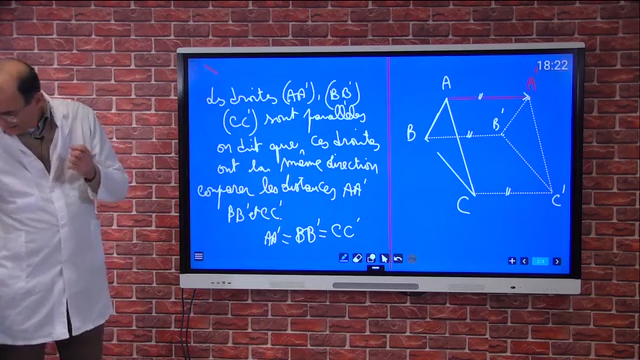 Les droites (AA'), (BB')
(CC') sont parallèles
on dit que ces droites
ont la même direction
comparer les distances AA'
BB' et CC'
AA' = BB' = CC'
18:22
A
A'
B
B'
C
C'